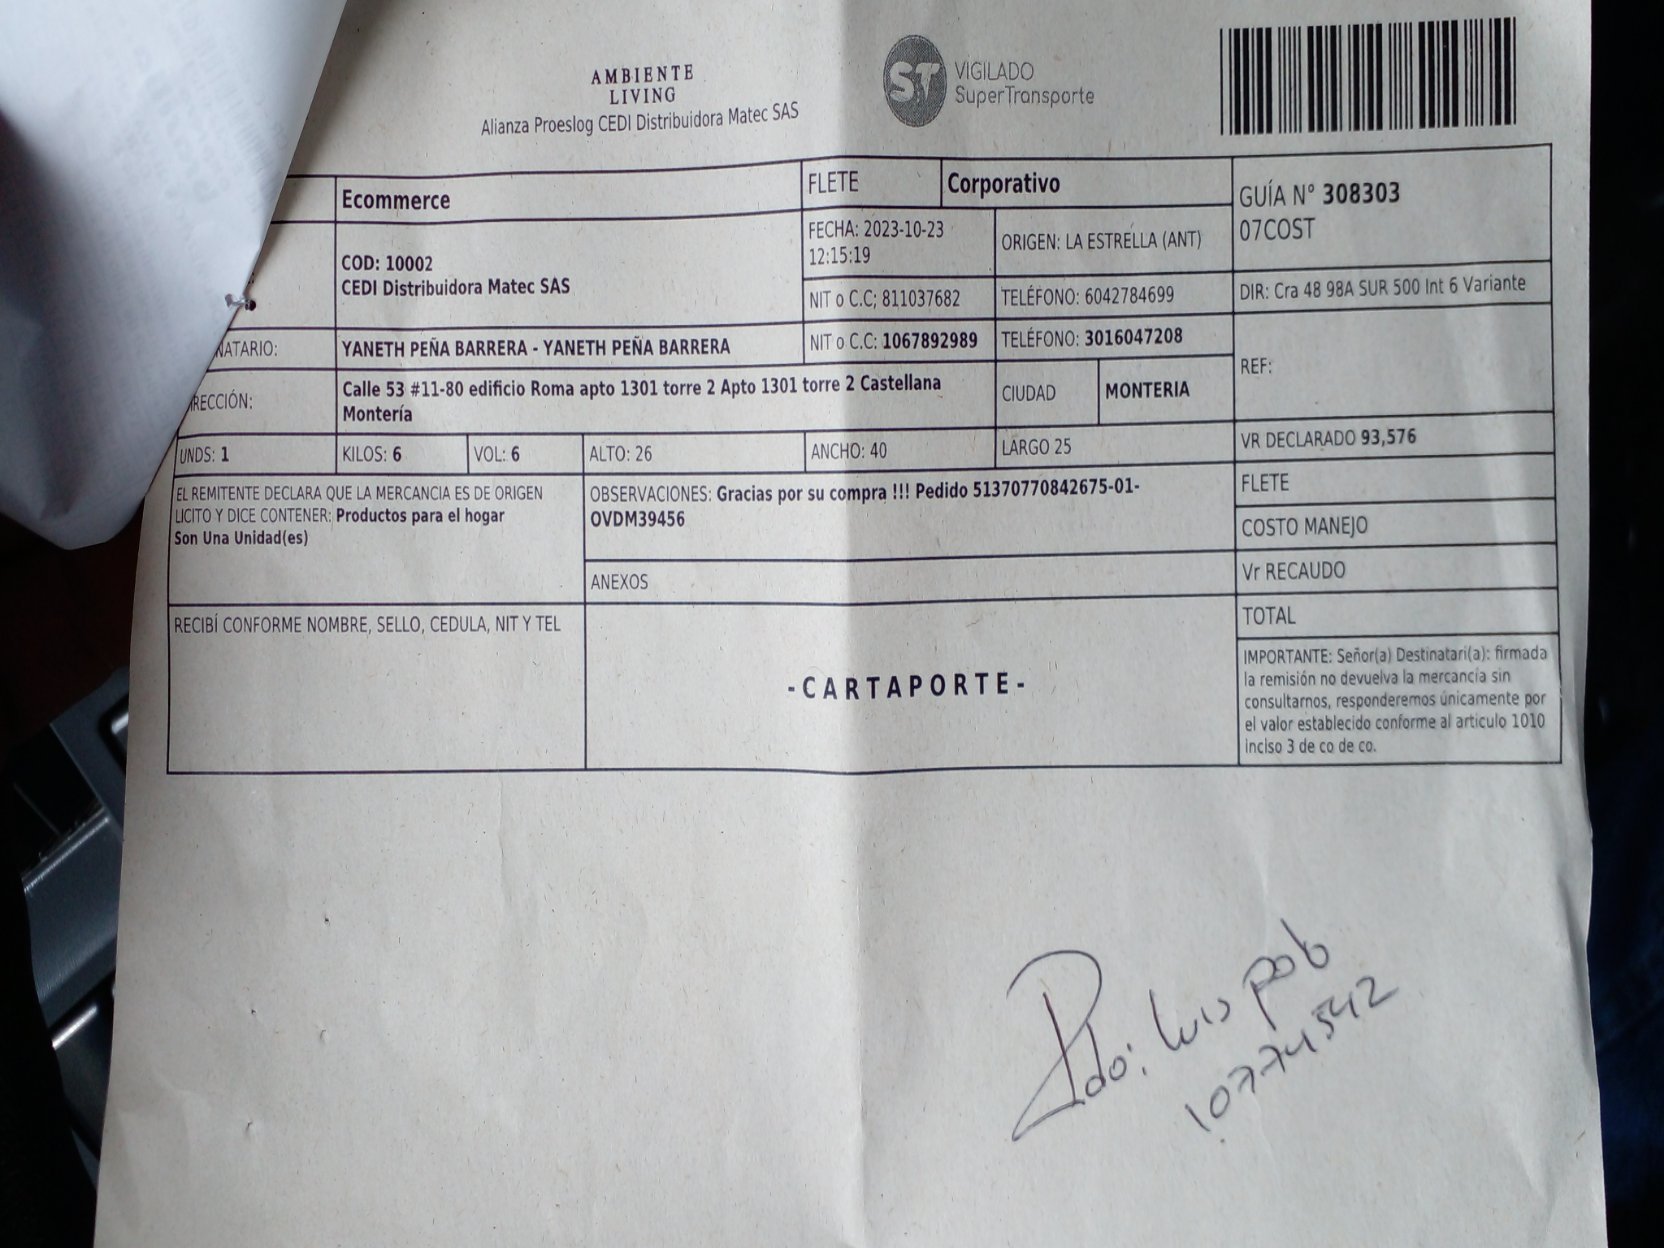 AMBIENTE
LIVING
Alianza Proeslog CEDI Distribuidora Matec SAS
ST
VIGILADO
SuperTransporte
Ecommerce
FLETE
Corporativo
GUÍA N° 308303
07COST
COD: 10002
CEDI Distribuidora Matec SAS
FECHA: 2023-10-23
12:15:19
ORIGEN: LA ESTRELLA (ANT)
NIT o C.C; 811037682
TELÉFONO: 6042784699
DIR: Cra 48 98A SUR 500 Int 6 Variante
NATARIO:
YANETH PEÑA BARRERA - YANETH PEÑA BARRERA
NIT o C.C: 1067892989
TELÉFONO: 3016047208
REF:
RECCIÓN:
Calle 53 #11-80 edificio Roma apto 1301 torre 2 Apto 1301 torre 2 Castellana
Montería
CIUDAD
MONTERIA
UNDS: 1
KILOS: 6
VOL: 6
ALTO: 26
ANCHO: 40
LARGO 25
VR DECLARADO 93,576
EL REMITENTE DECLARA QUE LA MERCANCIA ES DE ORIGEN
LICITO Y DICE CONTENER: Productos para el hogar
Son Una Unidad(es)
OBSERVACIONES: Gracias por su compra !!! Pedido 51370770842675-01-
OVDM39456
FLETE
COSTO MANEJO
ANEXOS
Vr RECAUDO
TOTAL
RECIBÍ CONFORME NOMBRE, SELLO, CEDULA, NIT Y TEL
-CARTAPORTE-
IMPORTANTE: Señor(a) Destinatari(a): firmada
la remisión no devuelva la mercancía sin
consultarnos, responderemos únicamente por
el valor establecido conforme al articulo 1010
inciso 3 de co de co.
Rdo: Luis pab
10774542